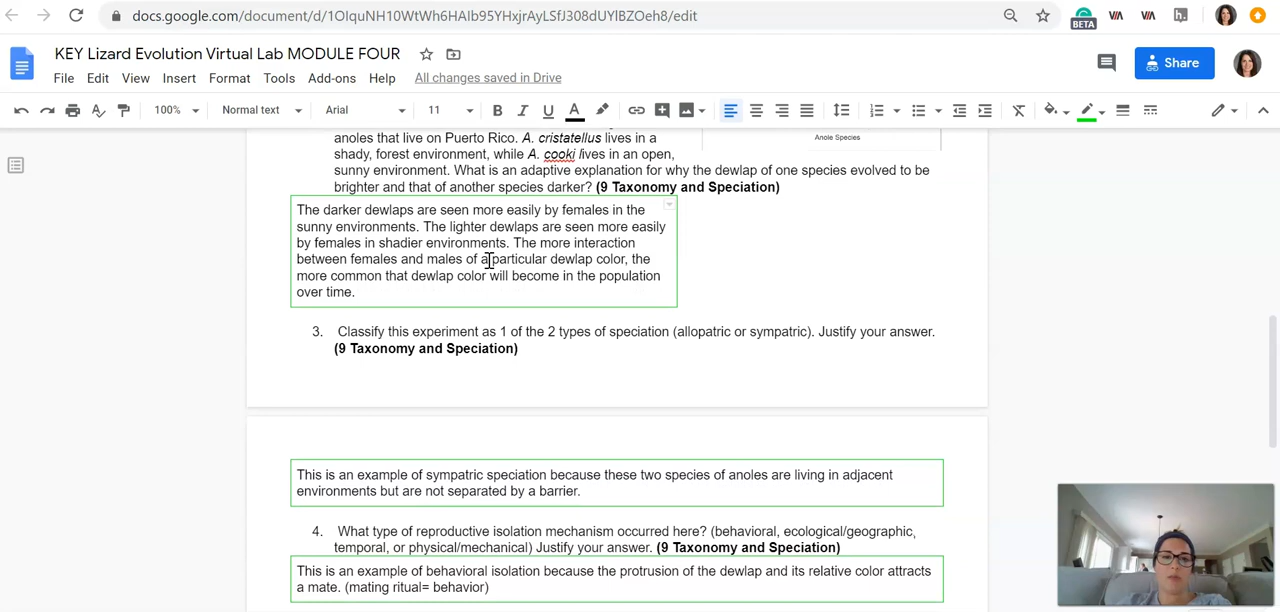 docs.google.com/document/d/1OIquNH10WtWh6HAIb95YHxjrAyLSfJ308dUYlBZOeh8/edit
BETA
KEY Lizard Evolution Virtual Lab MODULE FOUR
File Edit View Insert Format Tools Add-ons Help All changes saved in Drive
Share
100% Normal text Arial 11 B I U A
anoles that live on Puerto Rico. A. cristatellus lives in a
Anole Species
shady, forest environment, while A. cooki lives in an open,
sunny environment. What is an adaptive explanation for why the dewlap of one species evolved to be
brighter and that of another species darker? (9 Taxonomy and Speciation)
The darker dewlaps are seen more easily by females in the
sunny environments. The lighter dewlaps are seen more easily
by females in shadier environments. The more interaction
between females and males of a particular dewlap color, the
more common that dewlap color will become in the population
over time.
3. Classify this experiment as 1 of the 2 types of speciation (allopatric or sympatric). Justify your answer.
(9 Taxonomy and Speciation)
This is an example of sympatric speciation because these two species of anoles are living in adjacent
environments but are not separated by a barrier.
4. What type of reproductive isolation mechanism occurred here? (behavioral, ecological/geographic,
temporal, or physical/mechanical) Justify your answer. (9 Taxonomy and Speciation)
This is an example of behavioral isolation because the protrusion of the dewlap and its relative color attracts
a mate. (mating ritual= behavior)